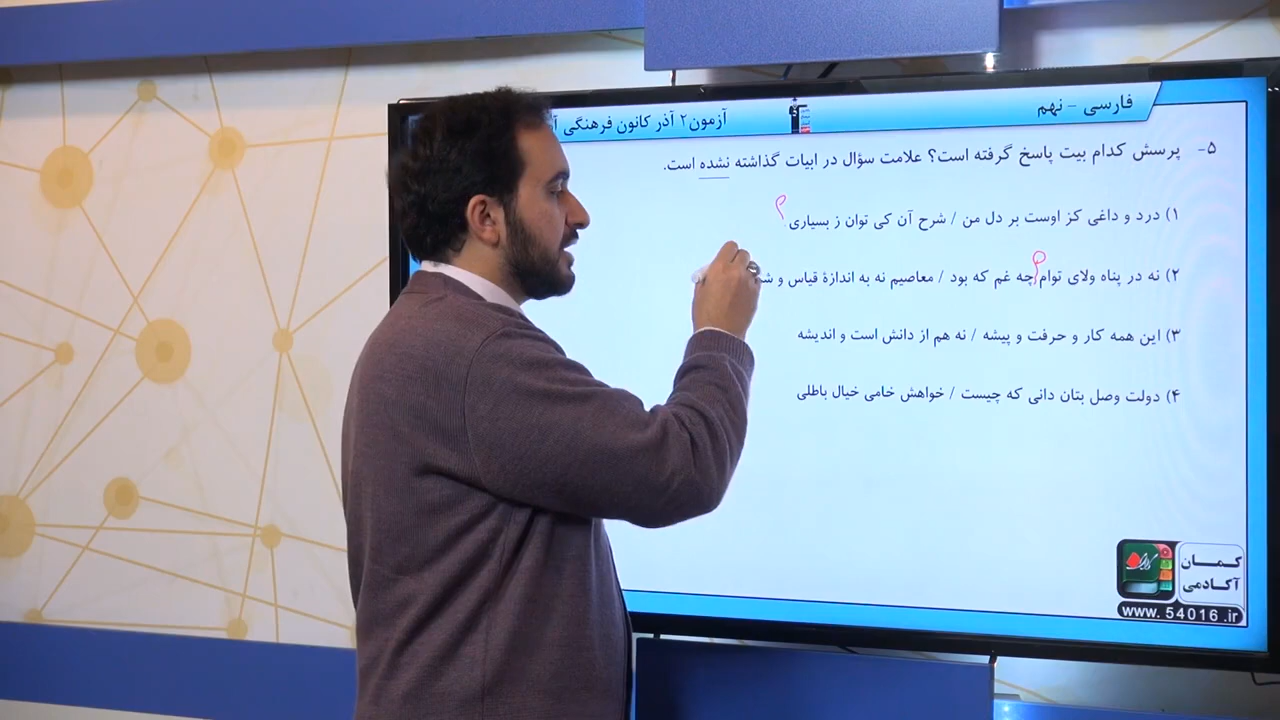 فارسی - نهم
آزمون ۲ آذر کانون فرهنگی
۵- پرسش کدام بیت پاسخ گرفته است؟ علامت سؤال در ابیات گذاشته نشده است.
۱) درد و داغی کز اوست بر دل من / شرح آن کی توان ز بسیاری ؟
۲) نه در پناه ولای توام ؟ چه غم که بود / معاصیم نه به اندازهٔ قیاس و
۳) این همه کار و حرفت و پیشه / نه هم از دانش است و اندیشه
۴) دولت وصل بتان دانی که چیست / خواهش خامی خیال باطلی
کمان
آکادمی
www.54016.ir